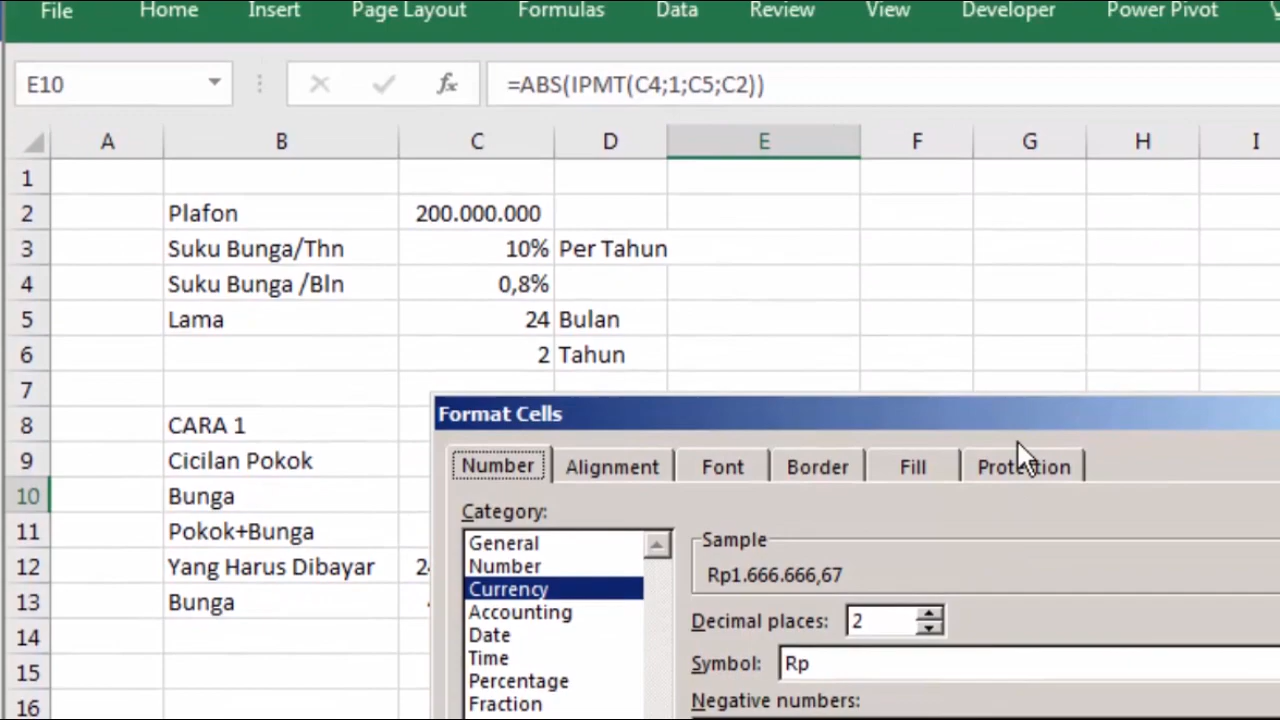 File Home Insert Page Layout Formulas Data Review View Developer Power Pivot
E10 fx =ABS(IPMT(C4;1;C5;C2))
A B C D E F G H I
1
2 Plafon 200.000.000
3 Suku Bunga/Thn 10% Per Tahun
4 Suku Bunga /Bln 0,8%
5 Lama 24 Bulan
6 2 Tahun
7
8 CARA 1
Format Cells
9 Cicilan Pokok
Number Alignment Font Border Fill Protection
10 Bunga
Category:
11 Pokok+Bunga
General
Sample
12 Yang Harus Dibayar
Number
Rp1.666.666,67
Currency
13 Bunga
Accounting
Decimal places: 2
14
Date
Time
Symbol: Rp
15
Percentage
Negative numbers:
16
Fraction